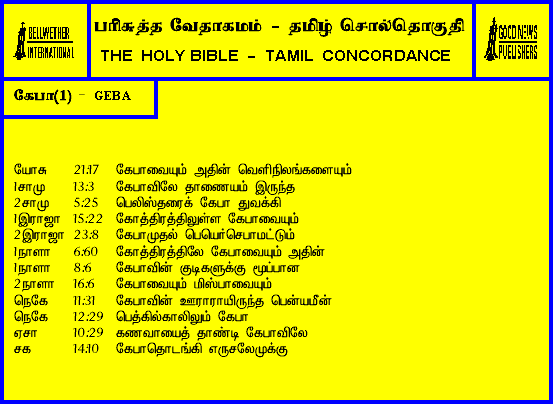 BELLWETHER
INTERNATIONAL
பரிசுத்த வேதாகமம் - தமிழ் சொல்தொகுதி
THE HOLY BIBLE - TAMIL CONCORDANCE
GOOD NEWS
PUBLISHERS
கேபா(1) - GEBA
யோசு 21:17 கேபாவையும் அதின் வெளிநிலங்களையும்
1சாமு 13:3 கேபாவிலே தாணையம் இருந்த
2சாமு 5:25 பெலிஸ்தரைக் கேபா துவக்கி
1இராஜா 15:22 கோத்திரத்திலுள்ள கேபாவையும்
2இராஜா 23:8 கேபாமுதல் பெயெர்செபாமட்டும்
1நாளா 6:60 கோத்திரத்திலே கேபாவையும் அதின்
1நாளா 8:6 கேபாவின் குடிகளுக்கு மூப்பான
2நாளா 16:6 கேபாவையும் மிஸ்பாவையும்
நெகே 11:31 கேபாவின் ஊராராயிருந்த பென்யமீன்
நெகே 12:29 பெத்கில்காலிலும் கேபா
ஏசா 10:29 கணவாயைத் தாண்டி கேபாவிலே
சக 14:10 கேபாதொடங்கி எருசலேமுக்கு